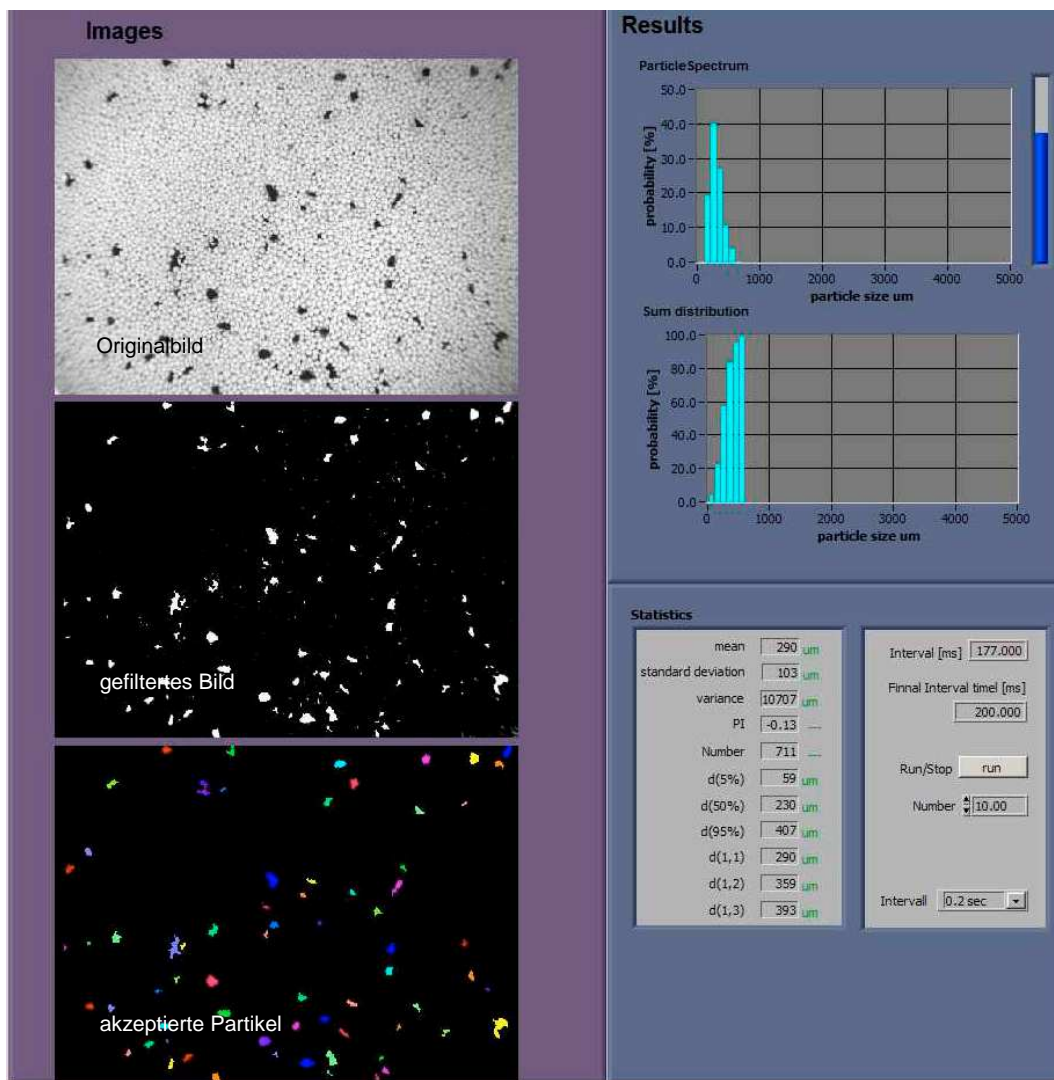 Images
Originalbild
gefiltertes Bild
akzeptierte Partikel
Results
ParticleSpectrum
probability [%]
50.0
40.0
30.0
20.0
10.0
0.0
0 1000 2000 3000 4000 5000
particle size um
Sum distribution
probability [%]
100.0
80.0
60.0
40.0
20.0
0.0
0 1000 2000 3000 4000 5000
particle size um
Statistics
mean 290 um
standard deviation 103 um
variance 10707 um
PI -0.13 ---
Number 711 ---
d(5%) 59 um
d(50%) 230 um
d(95%) 407 um
d(1,1) 290 um
d(1,2) 359 um
d(1,3) 393 um
Interval [ms] 177.000
Finnal Interval timel [ms]
200.000
Run/Stop run
Number 10.00
Intervall 0.2 sec